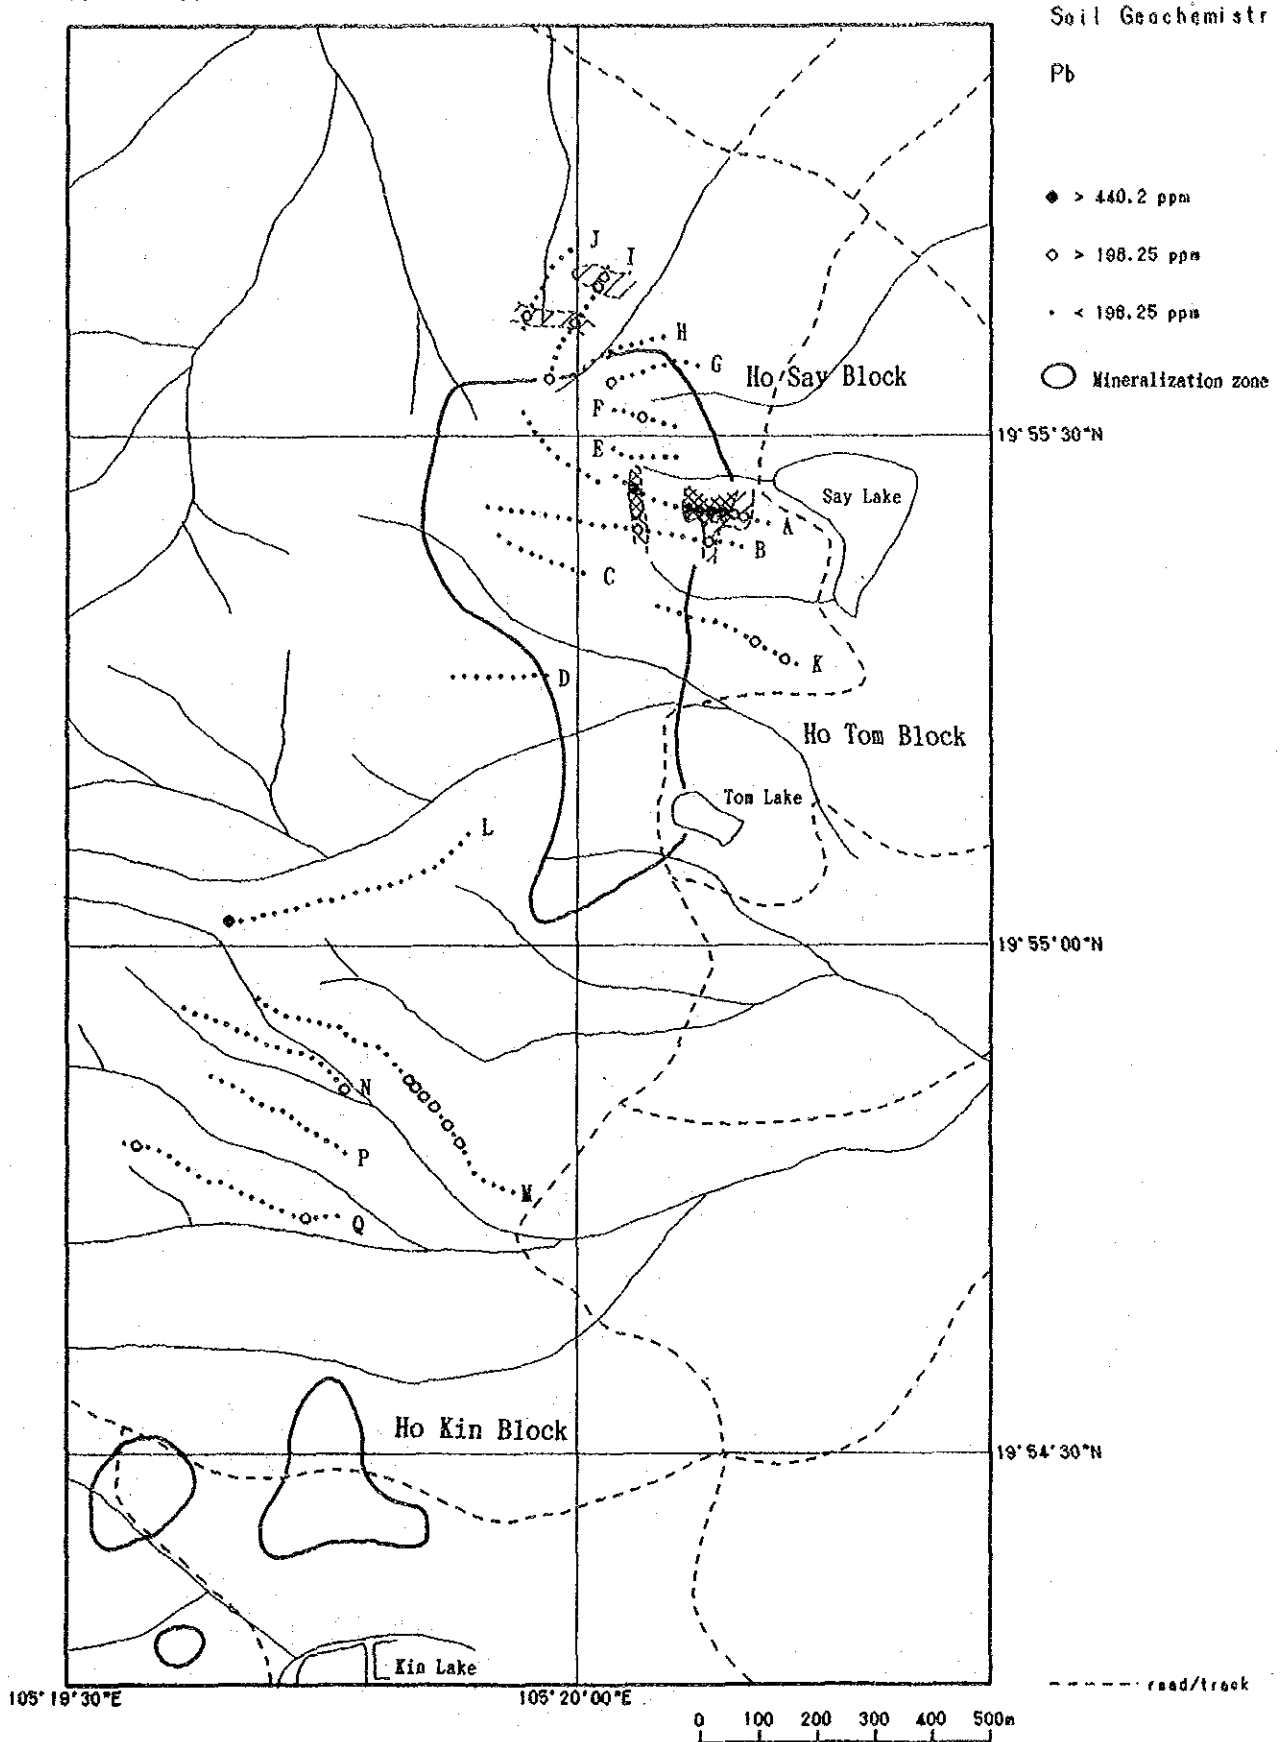 Soil Geochemistr
Pb
> 440.2 ppm
> 198.25 ppm
< 198.25 ppm
Mineralization zone
J
I
H
G
Ho Say Block
F
19°55'30"N
E
Say Lake
A
B
C
K
D
Ho Tom Block
Tom Lake
L
19°55'00"N
N
P
M
Q
Ho Kin Block
19°54'30"N
Kin Lake
105°19'30"E
105°20'00"E
road/track
0 100 200 300 400 500m